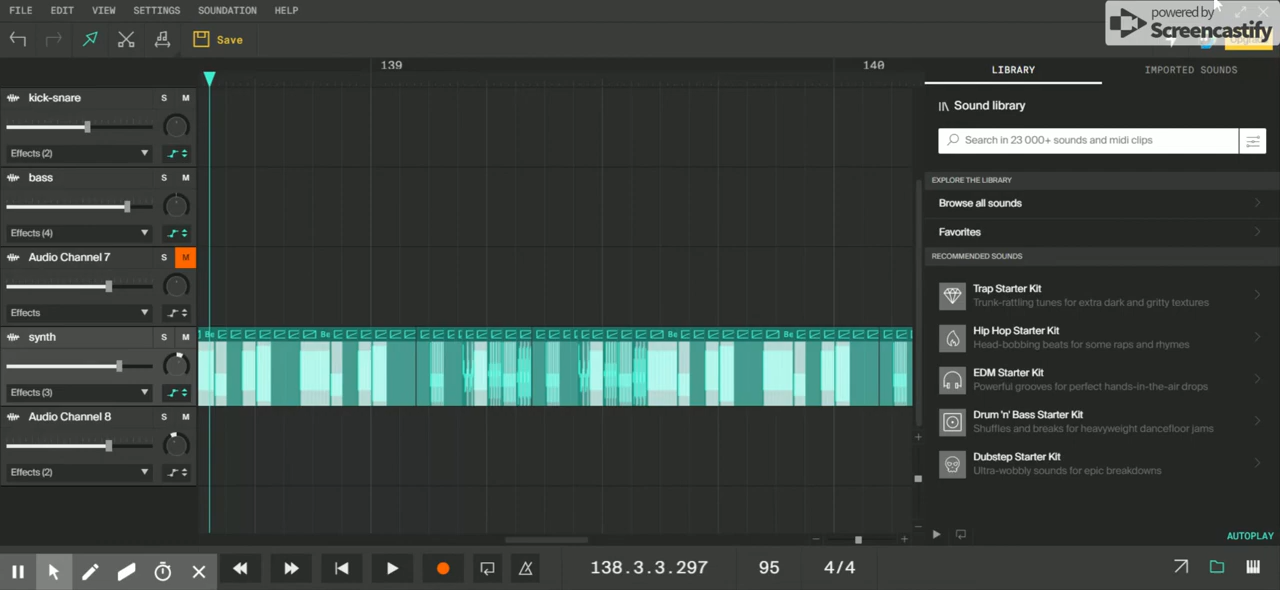 FILE EDIT VIEW SETTINGS SOUNDATION HELP
powered by
Screencastify
Save
139 140
LIBRARY IMPORTED SOUNDS
kick-snare S M
Sound library
Effects (2)
Search in 23 000+ sounds and midi clips
bass S M
EXPLORE THE LIBRARY
Browse all sounds
Effects (4)
Favorites
Audio Channel 7 S M
RECOMMENDED SOUNDS
Effects
Trap Starter Kit
Trunk-rattling tunes for extra dark and gritty textures
synth S M
Be Be Be Be
Hip Hop Starter Kit
Head-bobbing beats for some raps and rhymes
Effects (3)
EDM Starter Kit
Powerful grooves for perfect hands-in-the-air drops
Audio Channel 8 S M
Drum 'n' Bass Starter Kit
Shuffles and breaks for heavyweight dancefloor jams
Effects (2)
Dubstep Starter Kit
Ultra-wobbly sounds for epic breakdowns
AUTOPLAY
138.3.3.297 95 4/4